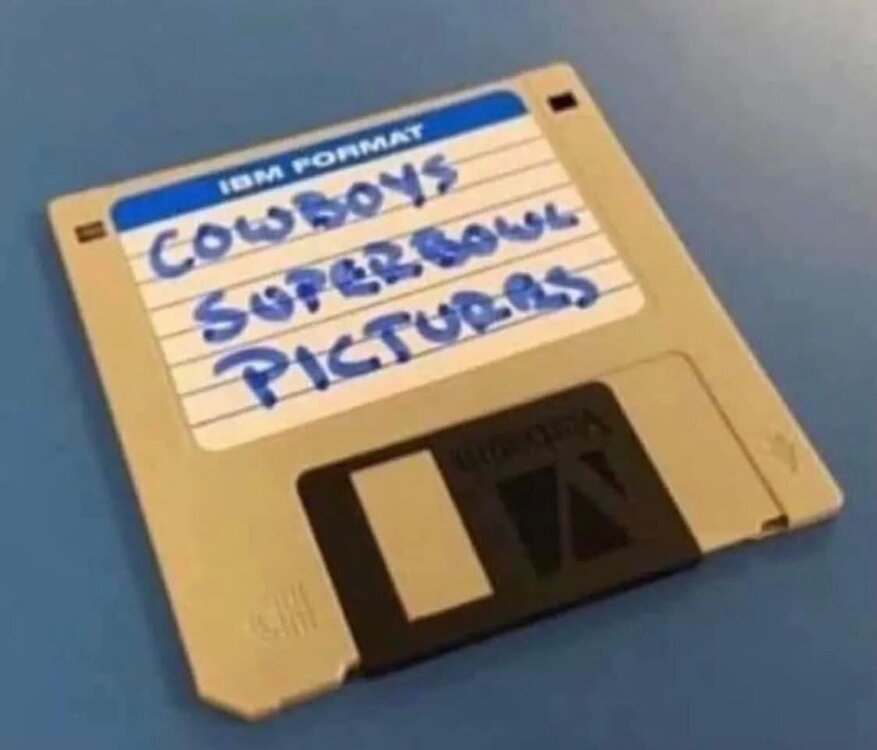 IBM FORMAT
COWBOYS
SUPERBOWL
PICTURES